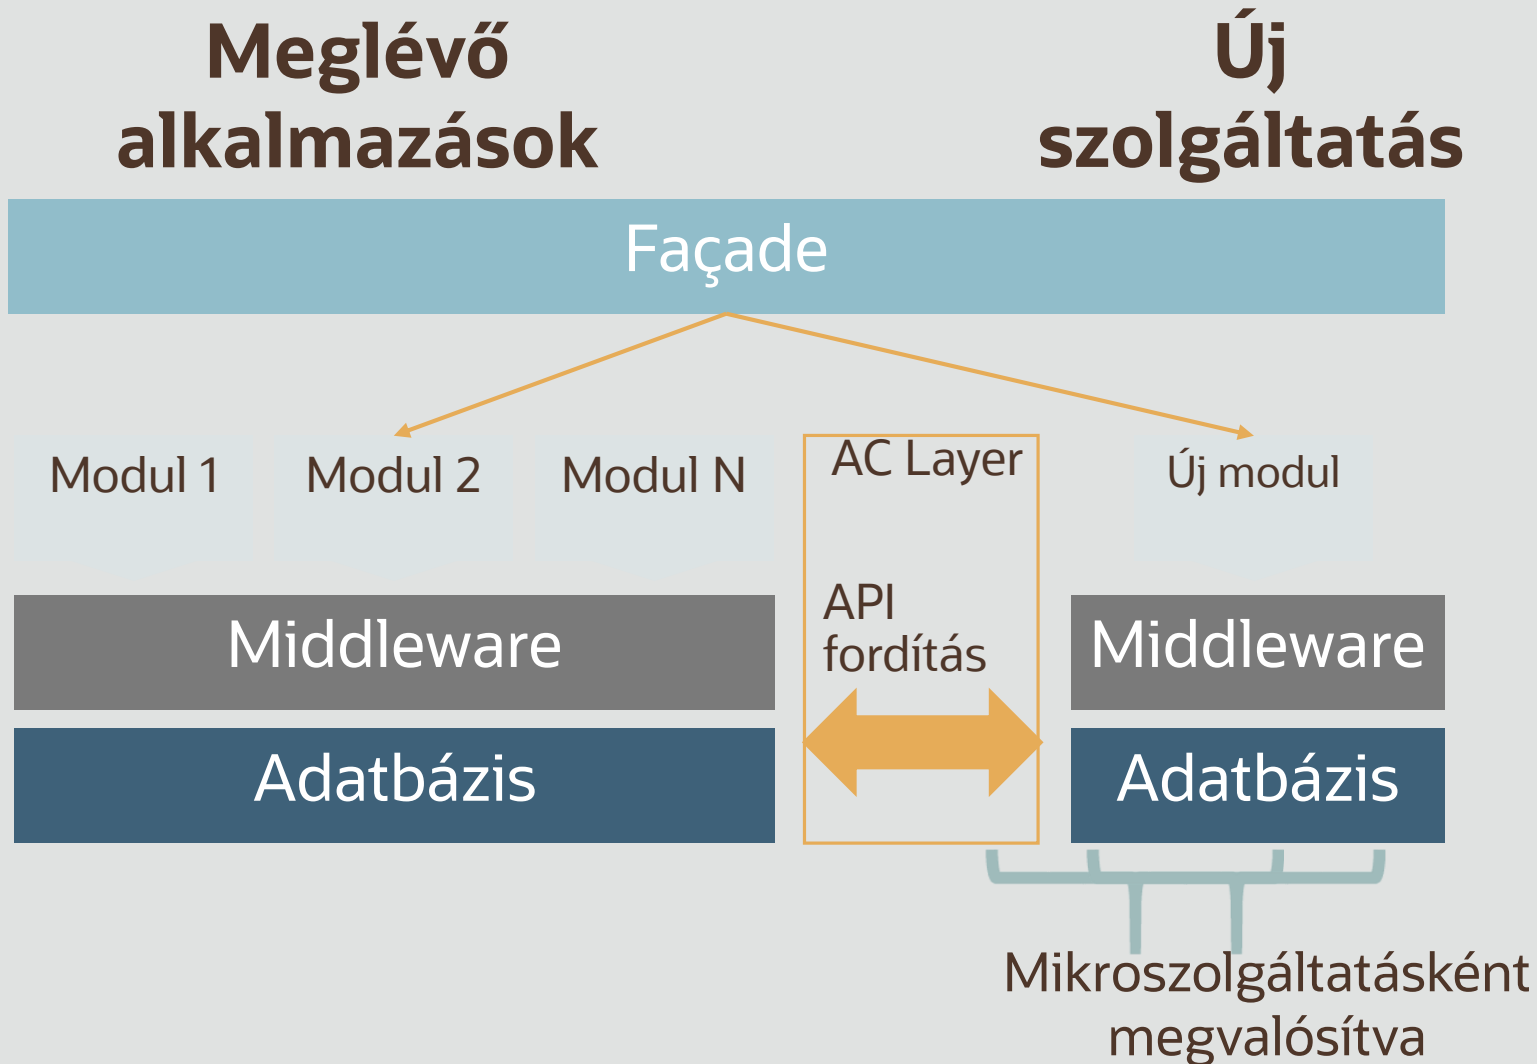 Meglévő
alkalmazások
Új
szolgáltatás
Façade
Modul 1
Modul 2
Modul N
AC Layer
Új modul
API
fordítás
Middleware
Middleware
Adatbázis
Adatbázis
Mikroszolgáltatásként
megvalósítva